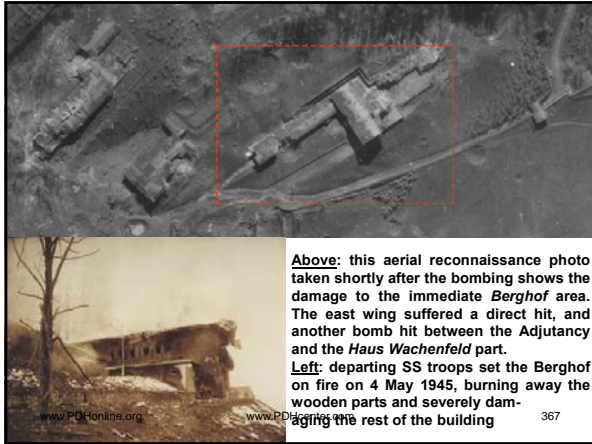 Above: this aerial reconnaissance photo
taken shortly after the bombing shows the
damage to the immediate Berghof area.
The east wing suffered a direct hit, and
another bomb hit between the Adjutancy
and the Haus Wachenfeld part.
Left: departing SS troops set the Berghof
on fire on 4 May 1945, burning away the
wooden parts and severely dam-
aging the rest of the building
www.PDHonline.org
www.PDHcenter.com
367